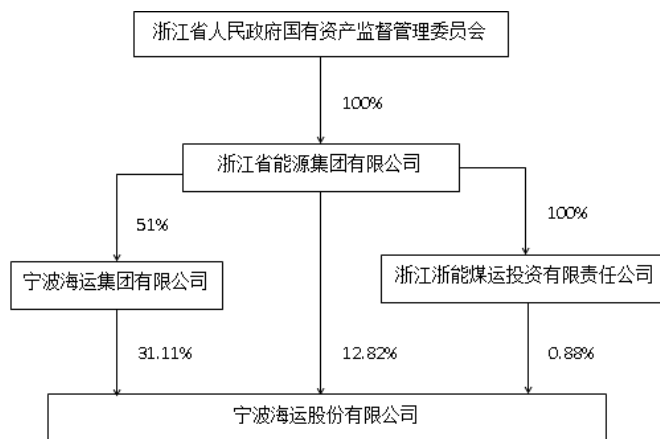 浙江省人民政府国有资产监督管理委员会
100%
浙江省能源集团有限公司
51%
100%
宁波海运集团有限公司
浙江浙能煤运投资有限责任公司
31.11%
12.82%
0.88%
宁波海运股份有限公司